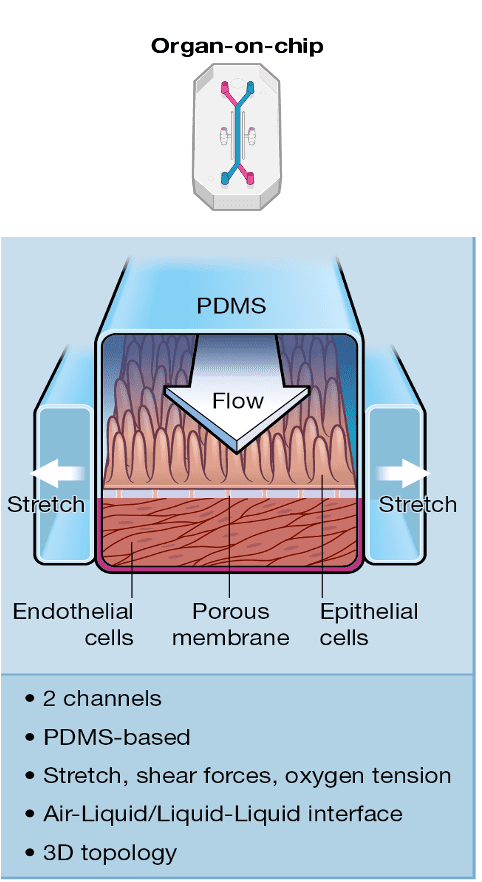 Organ-on-chip
PDMS
Flow
Stretch
Stretch
Endothelial
cells
Porous
membrane
Epithelial
cells
• 2 channels
• PDMS-based
• Stretch, shear forces, oxygen tension
• Air-Liquid/Liquid-Liquid interface
• 3D topology